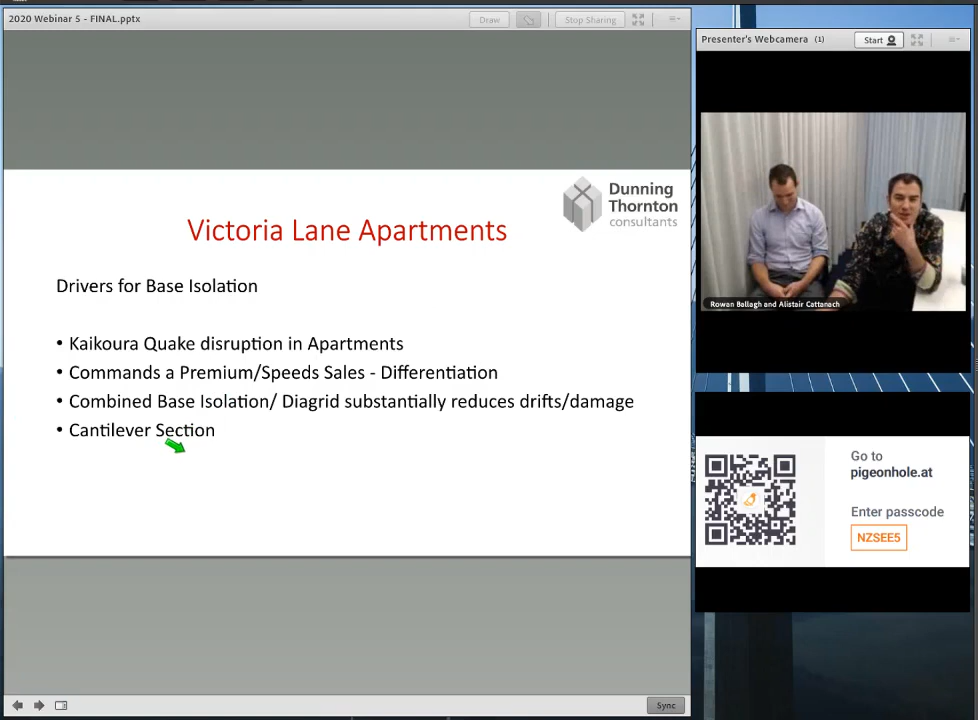 2020 Webinar 5 - FINAL.pptx
Draw
Stop Sharing
Dunning
Thornton
consultants
Victoria Lane Apartments
Drivers for Base Isolation
• Kaikoura Quake disruption in Apartments
• Commands a Premium/Speeds Sales - Differentiation
• Combined Base Isolation/ Diagrid substantially reduces drifts/damage
• Cantilever Section
Sync
Presenter's Webcamera (1)
Start
Rowan Ballagh and Alistair Cattanach
Go to
pigeonhole.at
Enter passcode
NZSEE5